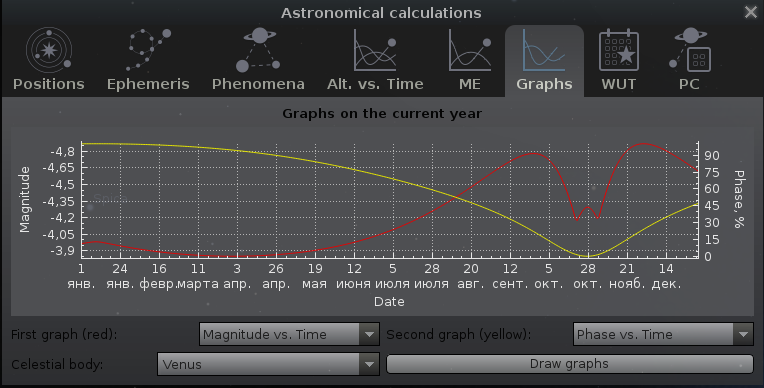 Astronomical calculations
Positions Ephemeris Phenomena Alt. vs. Time ME Graphs WUT PC
Graphs on the current year
-4,8
-4,65
-4,5
-4,35
-4,2
-4,05
-3,9
Magnitude
90
75
60
45
30
15
0
Phase, %
1 24 16 11 3 26 19 12 5 28 20 12 5 28 21 14
янв. янв. февр. марта апр. апр. мая июня июля июля авг. сент. окт. окт. нояб. дек.
Date
First graph (red): Magnitude vs. Time Second graph (yellow): Phase vs. Time
Celestial body: Venus Draw graphs